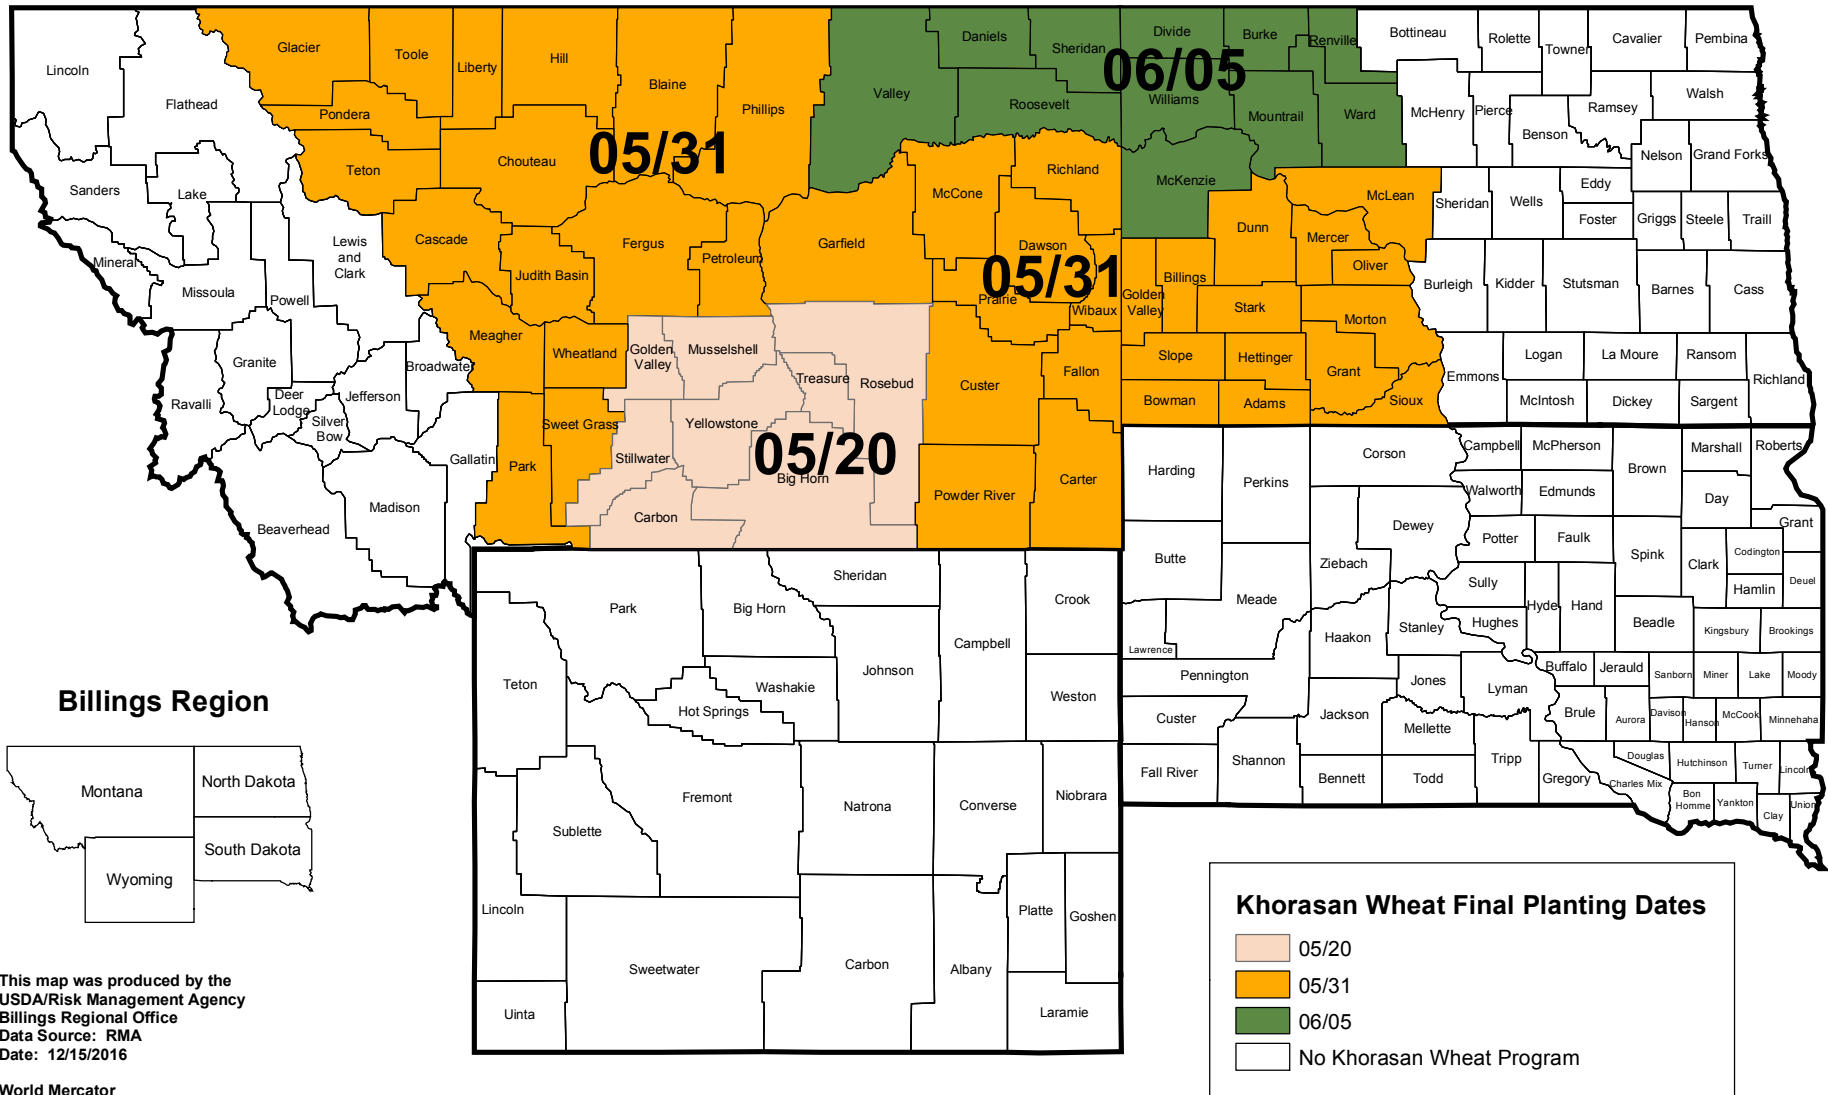 Glacier
Toole
Liberty
Hill
Blaine
Phillips
Valley
Daniels
Sheridan
Roosevelt
Divide
Burke
Renville
Bottineau
Rolette
Towner
Cavalier
Pembina
Lincoln
Flathead
Pondera
Teton
Chouteau
05/31
06/05
Williams
Mountrail
Ward
McHenry
Pierce
Benson
Ramsey
Walsh
Nelson
Grand Forks
Sanders
Lake
McCone
Richland
McKenzie
McLean
Sheridan
Wells
Eddy
Foster
Griggs
Steele
Traill
Mineral
Missoula
Powell
Lewis
and
Clark
Cascade
Judith Basin
Fergus
Petroleum
Garfield
Dawson
05/31
Prairie
Wibaux
Golden
Valley
Billings
Dunn
Mercer
Oliver
Stark
Morton
Burleigh
Kidder
Stutsman
Barnes
Cass
Granite
Ravalli
Deer
Lodge
Silver
Bow
Jefferson
Broadwater
Meagher
Wheatland
Golden
Valley
Musselshell
Treasure
Rosebud
Custer
Fallon
Slope
Hettinger
Grant
Bowman
Adams
Sioux
Emmons
Logan
La Moure
Ransom
Richland
McIntosh
Dickey
Sargent
Beaverhead
Madison
Gallatin
Park
Sweet Grass
Stillwater
Yellowstone
Carbon
05/20
Big Horn
Powder River
Carter
Harding
Perkins
Corson
Campbell
McPherson
Brown
Marshall
Roberts
Walworth
Edmunds
Day
Dewey
Potter
Faulk
Spink
Clark
Grant
Codington
Hamlin
Deuel
Butte
Ziebach
Meade
Sully
Hyde
Hand
Beadle
Kingsbury
Brookings
Lawrence
Haakon
Stanley
Hughes
Pennington
Jones
Lyman
Buffalo
Jerauld
Sanborn
Miner
Lake
Moody
Custer
Jackson
Mellette
Brule
Aurora
Davison
Hanson
McCook
Minnehaha
Fall River
Shannon
Bennett
Todd
Tripp
Gregory
Charles Mix
Douglas
Hutchinson
Turner
Lincoln
Bon
Homme
Yankton
Clay
Union
Park
Big Horn
Sheridan
Campbell
Crook
Teton
Johnson
Washakie
Hot Springs
Weston
Fremont
Sublette
Natrona
Converse
Niobrara
Lincoln
Sweetwater
Carbon
Albany
Platte
Goshen
Uinta
Laramie
Billings Region
Montana
North Dakota
South Dakota
Wyoming
This map was produced by the
USDA/Risk Management Agency
Billings Regional Office
Data Source: RMA
Date: 12/15/2016
World Mercator
Khorasan Wheat Final Planting Dates
05/20
05/31
06/05
No Khorasan Wheat Program